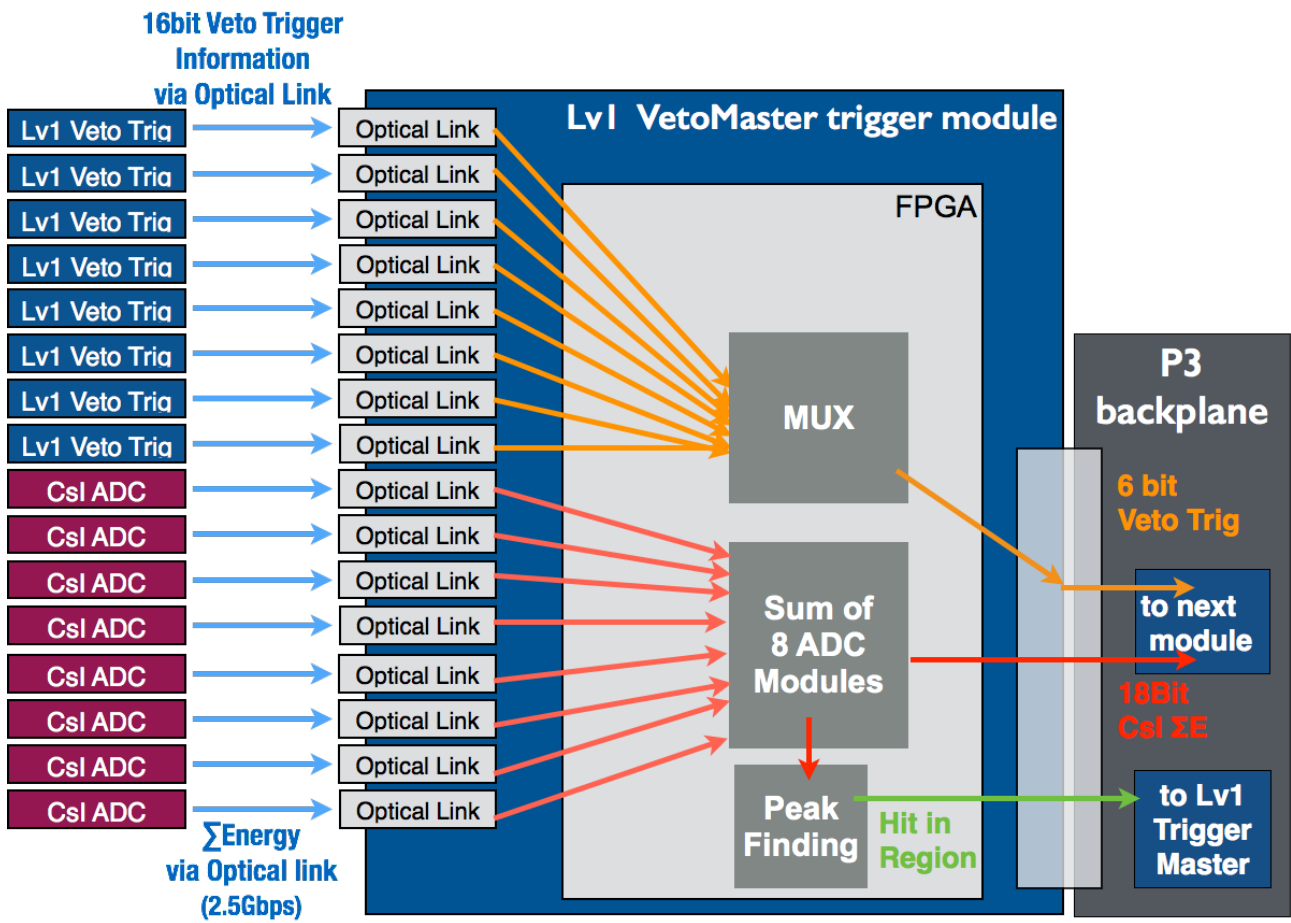 16bit Veto Trigger
Information
via Optical Link
Lv1 VetoMaster trigger module
FPGA
Lv1 Veto Trig
Optical Link
Lv1 Veto Trig
Optical Link
Lv1 Veto Trig
Optical Link
Lv1 Veto Trig
Optical Link
Lv1 Veto Trig
Optical Link
Lv1 Veto Trig
Optical Link
Lv1 Veto Trig
Optical Link
Lv1 Veto Trig
Optical Link
CsI ADC
Optical Link
CsI ADC
Optical Link
CsI ADC
Optical Link
CsI ADC
Optical Link
CsI ADC
Optical Link
CsI ADC
Optical Link
CsI ADC
Optical Link
CsI ADC
Optical Link
∑Energy
via Optical link
(2.5Gbps)
MUX
Sum of
8 ADC
Modules
Peak
Finding
Hit in
Region
P3
backplane
6 bit
Veto Trig
to next
module
18Bit
CsI ΣE
to Lv1
Trigger
Master